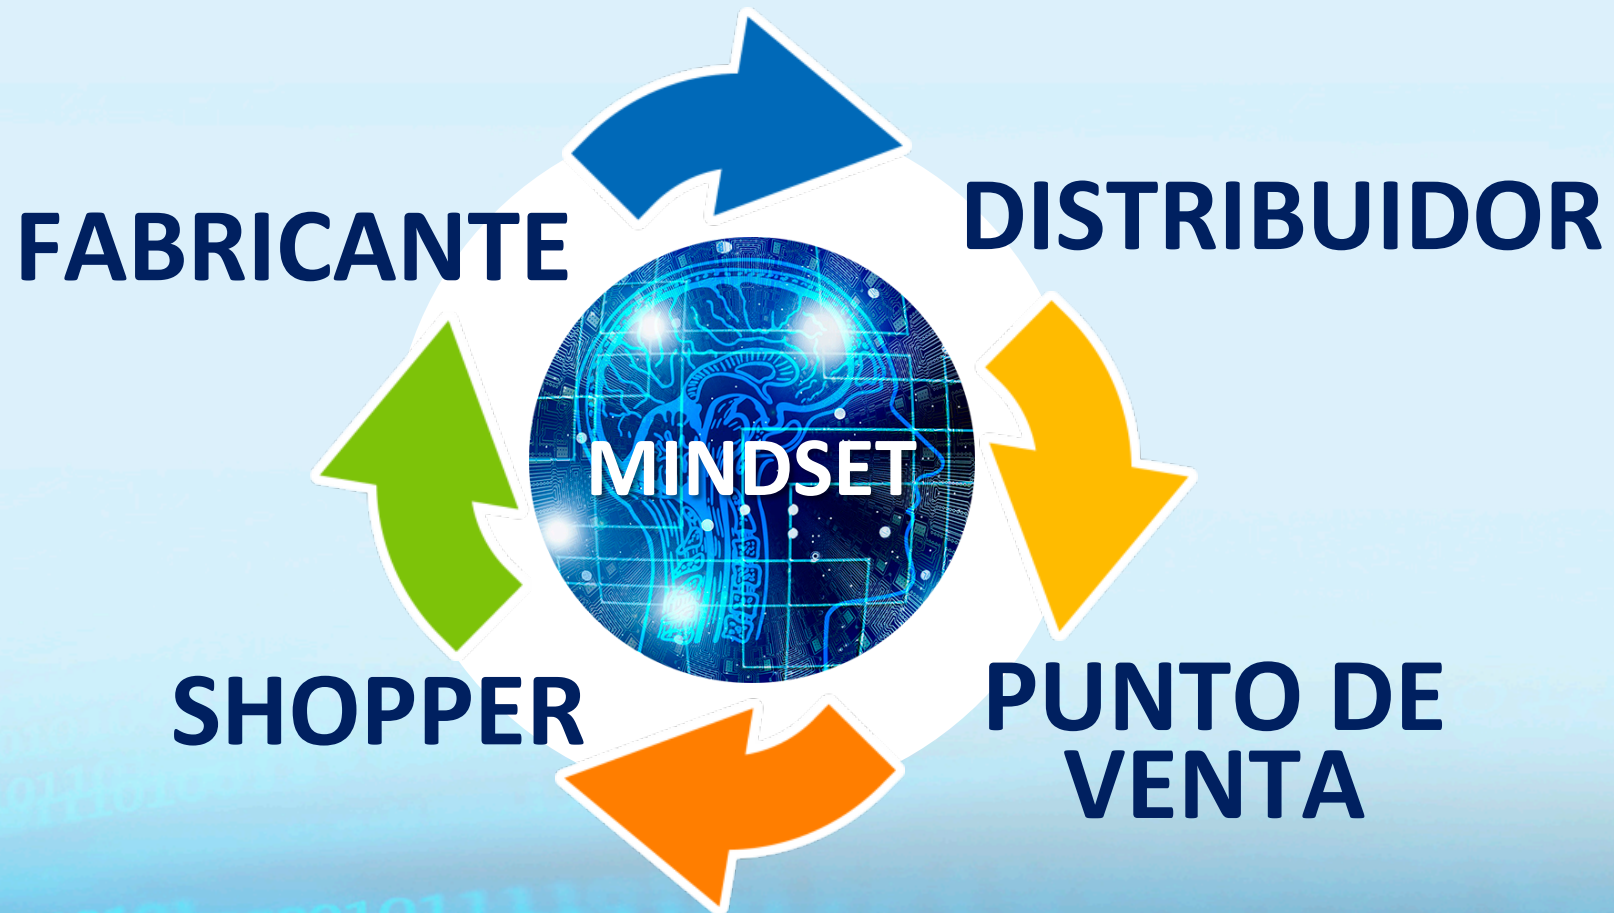 FABRICANTE
DISTRIBUIDOR
MINDSET
SHOPPER
PUNTO DE
VENTA